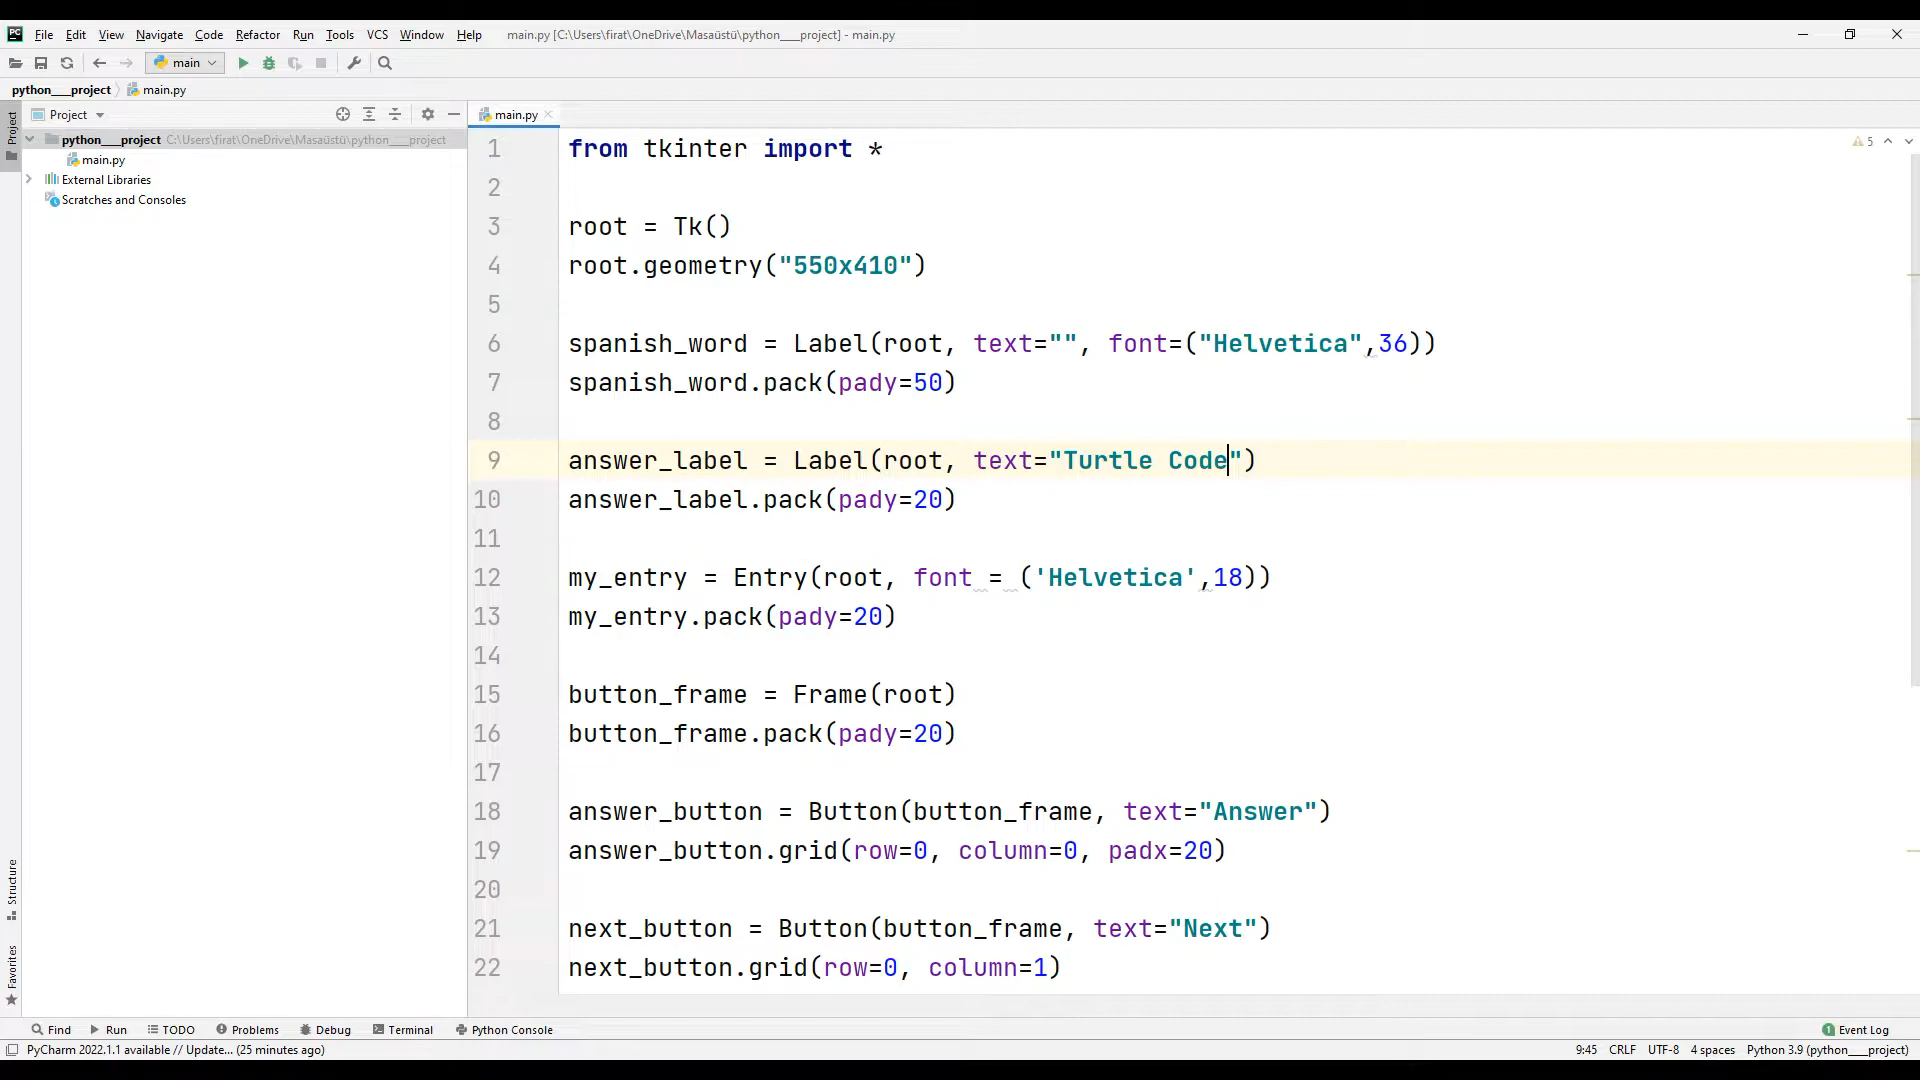 File Edit View Navigate Code Refactor Run Tools VCS Window Help main.py [C:\Users\firat\OneDrive\Masaüstü\python___project] - main.py
main
python___project main.py
Project
main.py
python___project C:\Users\firat\OneDrive\Masaüstü\python___project
main.py
External Libraries
Scratches and Consoles
Project
Structure
Favorites
5
1 from tkinter import *
2
3 root = Tk()
4 root.geometry("550x410")
5
6 spanish_word = Label(root, text="", font=("Helvetica",36))
7 spanish_word.pack(pady=50)
8
9 answer_label = Label(root, text="Turtle Code")
10 answer_label.pack(pady=20)
11
12 my_entry = Entry(root, font = ('Helvetica',18))
13 my_entry.pack(pady=20)
14
15 button_frame = Frame(root)
16 button_frame.pack(pady=20)
17
18 answer_button = Button(button_frame, text="Answer")
19 answer_button.grid(row=0, column=0, padx=20)
20
21 next_button = Button(button_frame, text="Next")
22 next_button.grid(row=0, column=1)
Find Run TODO Problems Debug Terminal Python Console 1 Event Log
PyCharm 2022.1.1 available // Update... (25 minutes ago) 9:45 CRLF UTF-8 4 spaces Python 3.9 (python___project)